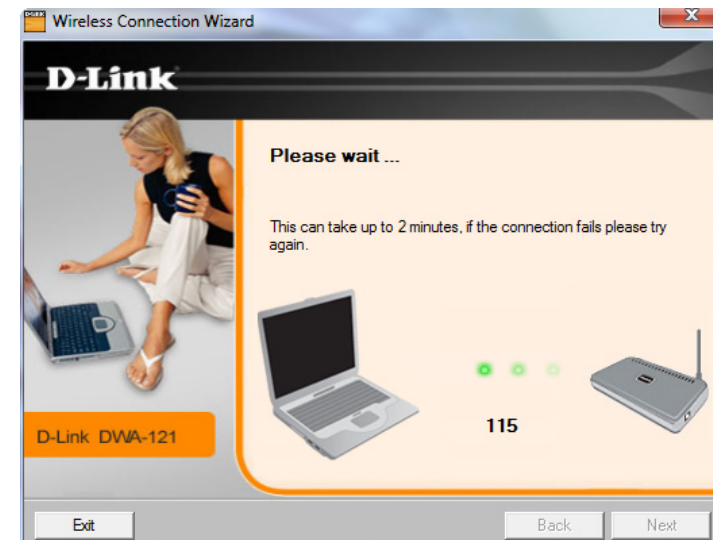 Wireless Connection Wizard
D-Link
Please wait ...
This can take up to 2 minutes, if the connection fails please try
again.
115
D-Link DWA-121
Exit
Back
Next